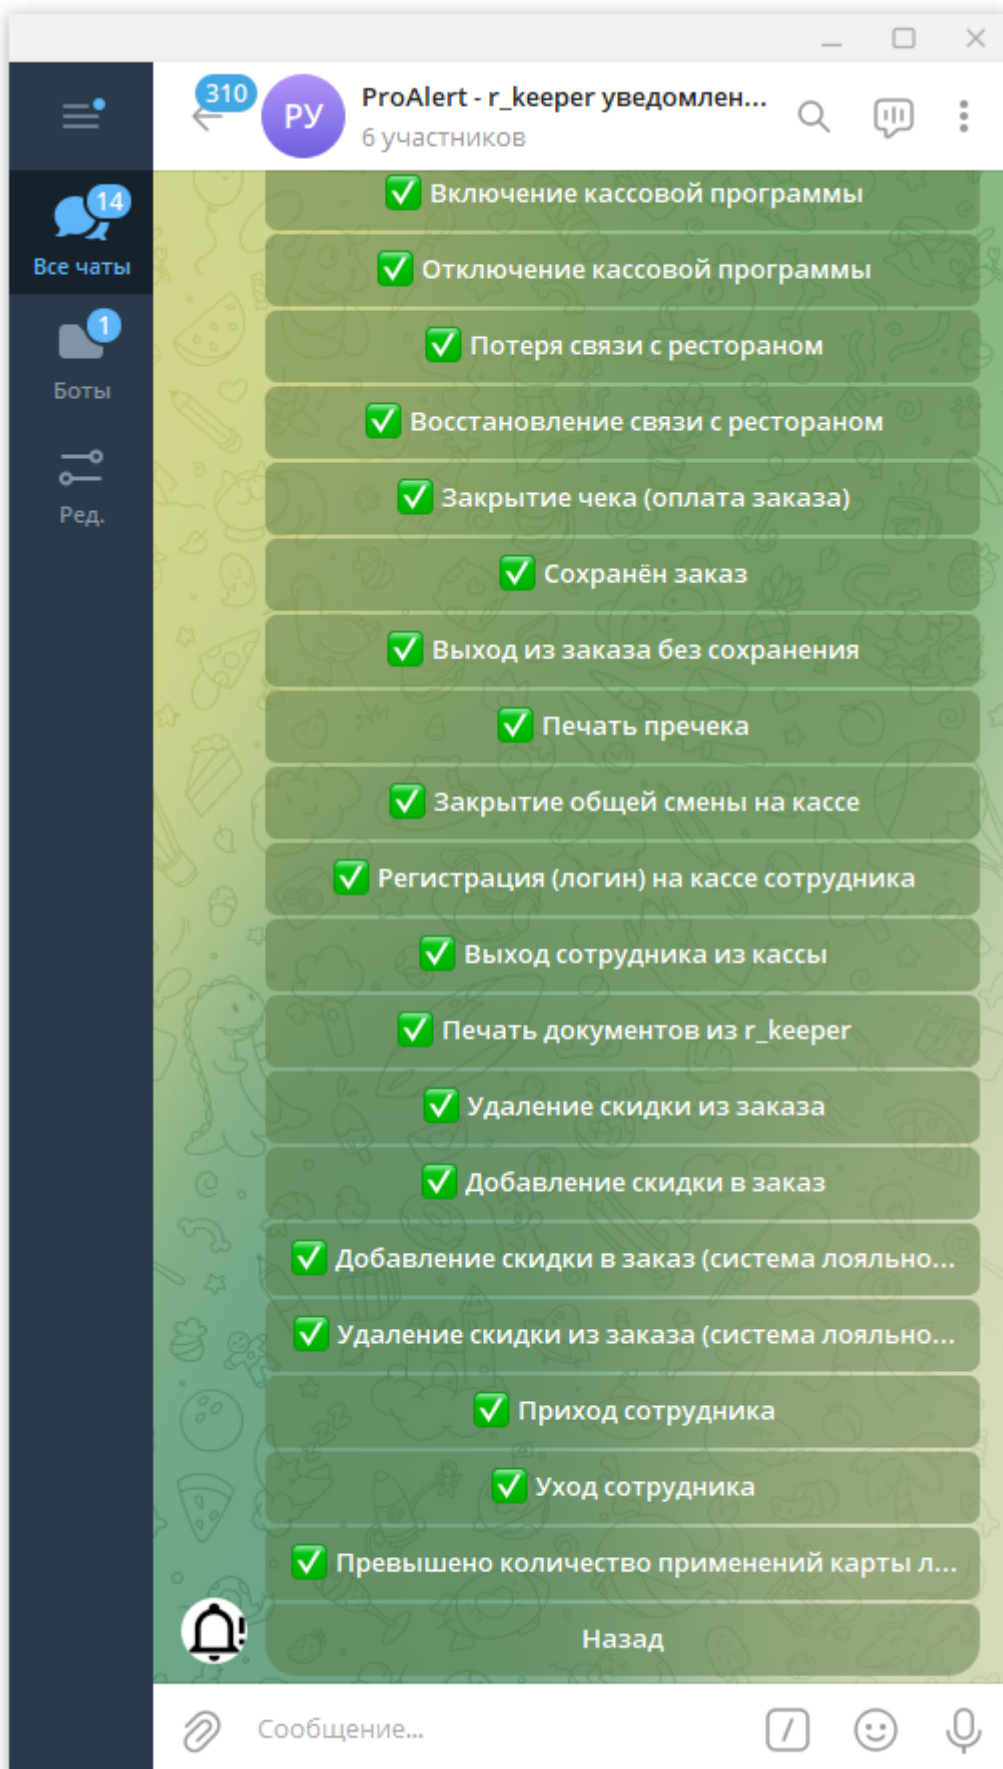 310
РУ
ProAlert - r_keeper уведомлен...
6 участников
14
Все чаты
1
Боты
Ред.
✅ Включение кассовой программы
✅ Отключение кассовой программы
✅ Потеря связи с рестораном
✅ Восстановление связи с рестораном
✅ Закрытие чека (оплата заказа)
✅ Сохранён заказ
✅ Выход из заказа без сохранения
✅ Печать пречека
✅ Закрытие общей смены на кассе
✅ Регистрация (логин) на кассе сотрудника
✅ Выход сотрудника из кассы
✅ Печать документов из r_keeper
✅ Удаление скидки из заказа
✅ Добавление скидки в заказ
✅ Добавление скидки в заказ (система лояльно...
✅ Удаление скидки из заказа (система лояльно...
✅ Приход сотрудника
✅ Уход сотрудника
✅ Превышено количество применений карты л...
Назад
Сообщение...